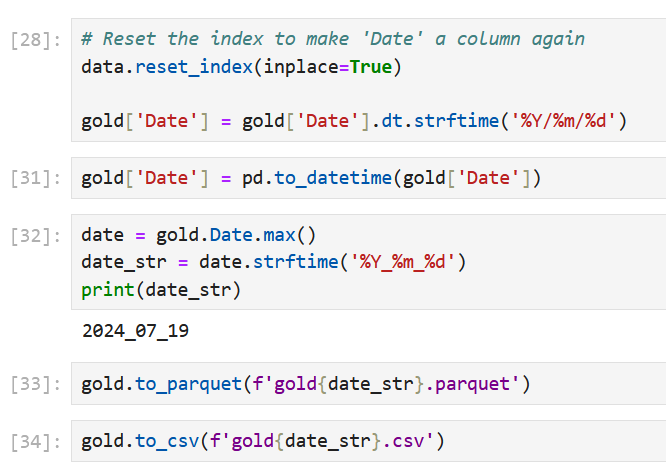 [28]: # Reset the index to make 'Date' a column again
data.reset_index(inplace=True)
gold['Date'] = gold['Date'].dt.strftime('%Y/%m/%d')
[31]: gold['Date'] = pd.to_datetime(gold['Date'])
[32]: date = gold.Date.max()
date_str = date.strftime('%Y_%m_%d')
print(date_str)
2024_07_19
[33]: gold.to_parquet(f'gold{date_str}.parquet')
[34]: gold.to_csv(f'gold{date_str}.csv')